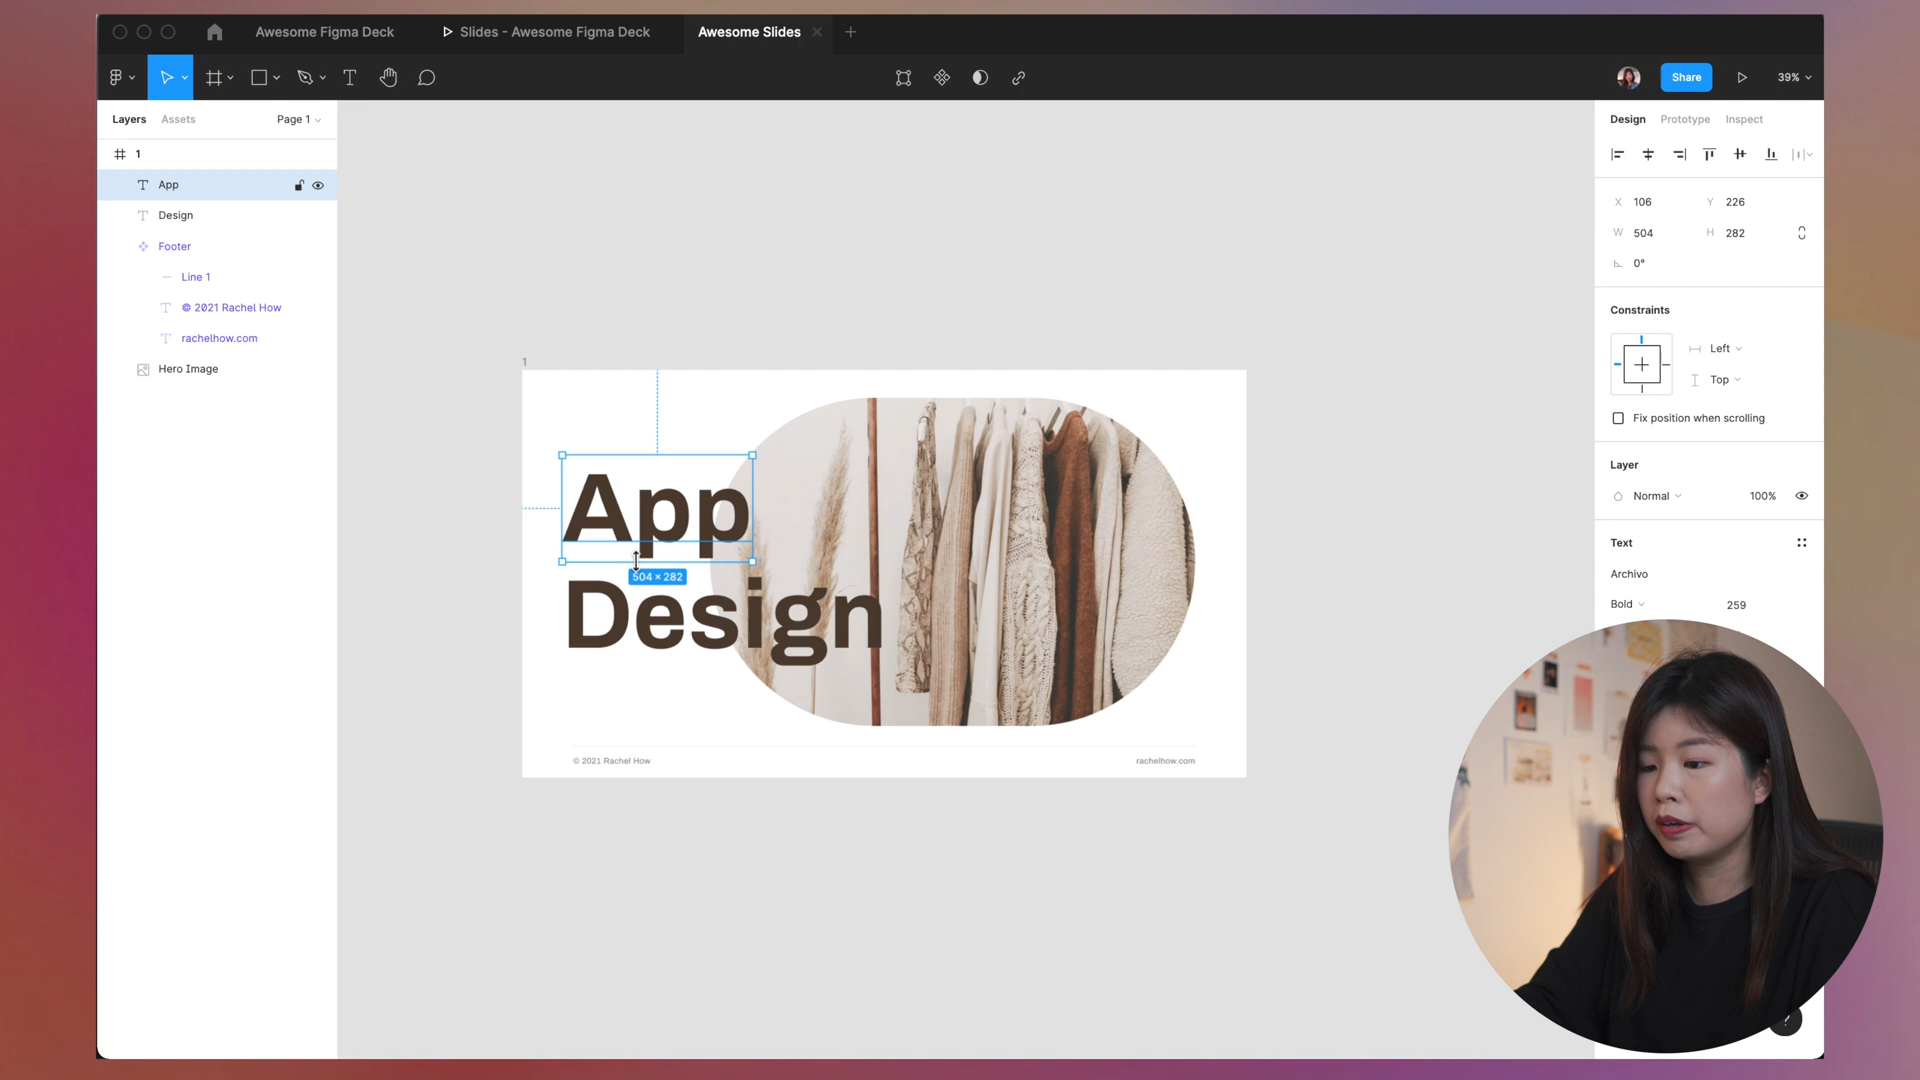 Awesome Figma Deck
Slides - Awesome Figma Deck
Awesome Slides
Share
39%
Layers
Assets
Page 1
Design
Prototype
Inspect
1
App
Design
Footer
Line 1
© 2021 Rachel How
rachelhow.com
Hero Image
X 106
Y 226
W 504
H 282
0°
Constraints
Left
Top
Fix position when scrolling
Layer
Normal
100%
Text
Archivo
Bold
259
1
App
504 × 282
Design
© 2021 Rachel How
rachelhow.com
?